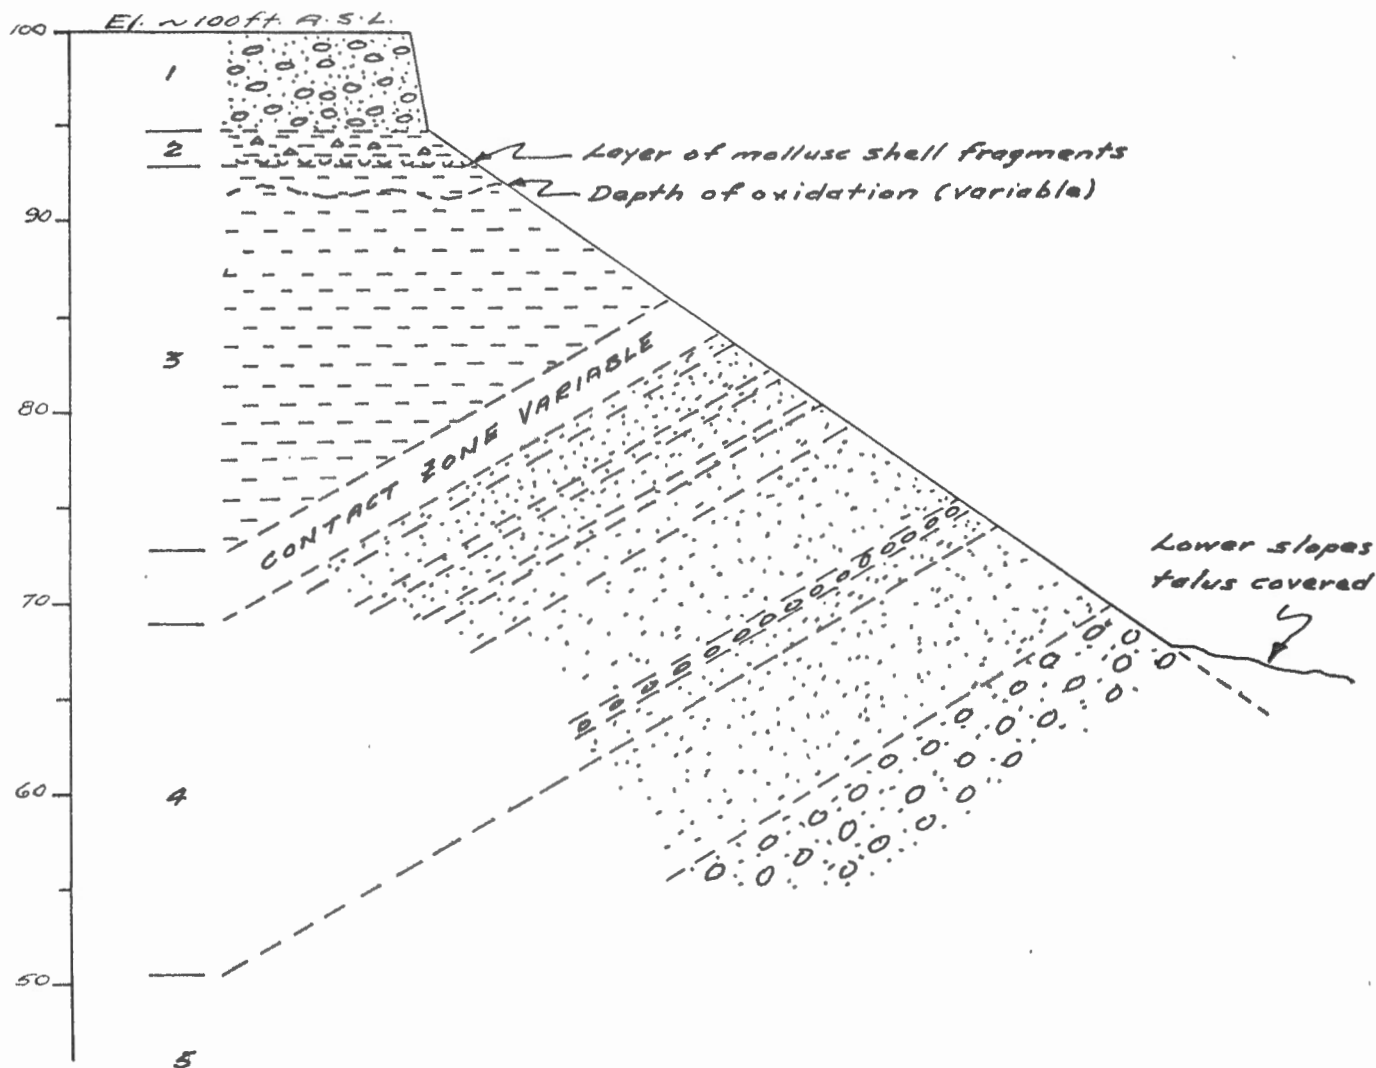 El. ~100ft. A.S.L.
100
1
2
Layer of mollusc shell fragments
Depth of oxidation (variable)
90
3
80
CONTACT ZONE VARIABLE
Lower slopes
talus covered
70
60
4
50
5